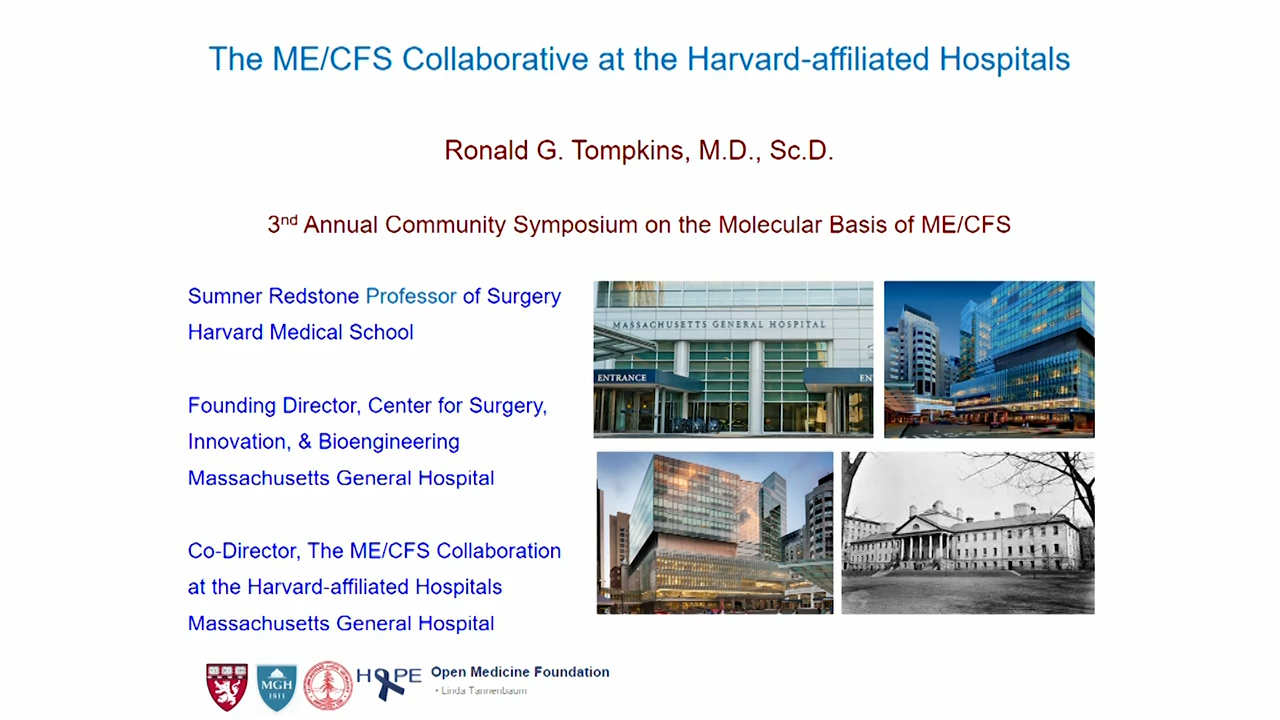 The ME/CFS Collaborative at the Harvard-affiliated Hospitals
Ronald G. Tompkins, M.D., Sc.D.
3nd Annual Community Symposium on the Molecular Basis of ME/CFS
Sumner Redstone Professor of Surgery
Harvard Medical School
Founding Director, Center for Surgery,
Innovation, & Bioengineering
Massachusetts General Hospital
Co-Director, The ME/CFS Collaboration
at the Harvard-affiliated Hospitals
Massachusetts General Hospital
MASSACHUSETTS GENERAL HOSPITAL
ENTRANCE
EN
MGH
1811
HOPE
Open Medicine Foundation
• Linda Tannenbaum